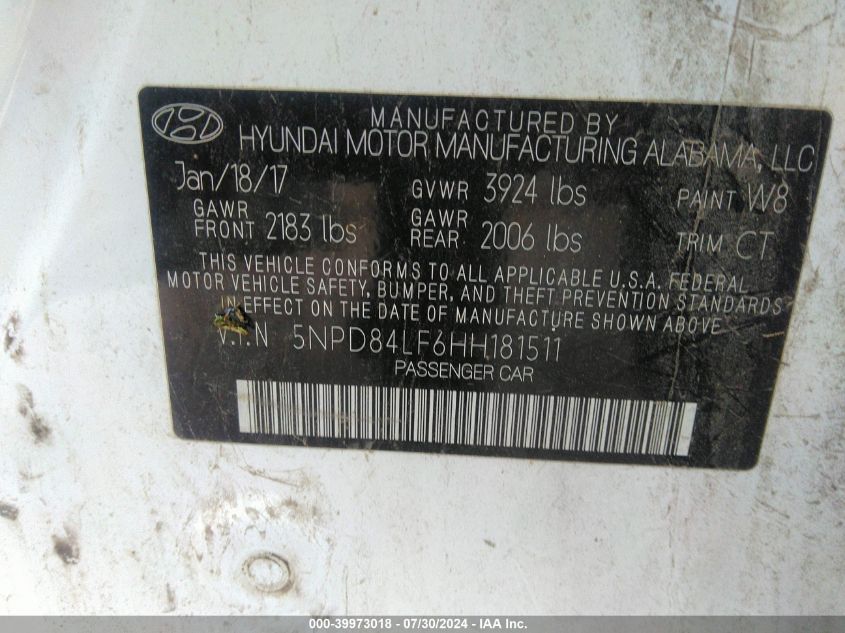 MANUFACTURED BY
HYUNDAI MOTOR MANUFACTURING ALABAMA, LLC
Jan/18/17 GVWR 3924 lbs PAINT W8
GAWR FRONT 2183 lbs GAWR REAR 2006 lbs TRIM CT
THIS VEHICLE CONFORMS TO ALL APPLICABLE U.S.A. FEDERAL
MOTOR VEHICLE SAFETY, BUMPER, AND THEFT PREVENTION STANDARDS
IN EFFECT ON THE DATE OF MANUFACTURE SHOWN ABOVE
V.I.N 5NPD84LF6HH181511
PASSENGER CAR
000-39973018 - 07/30/2024 - IAA Inc.